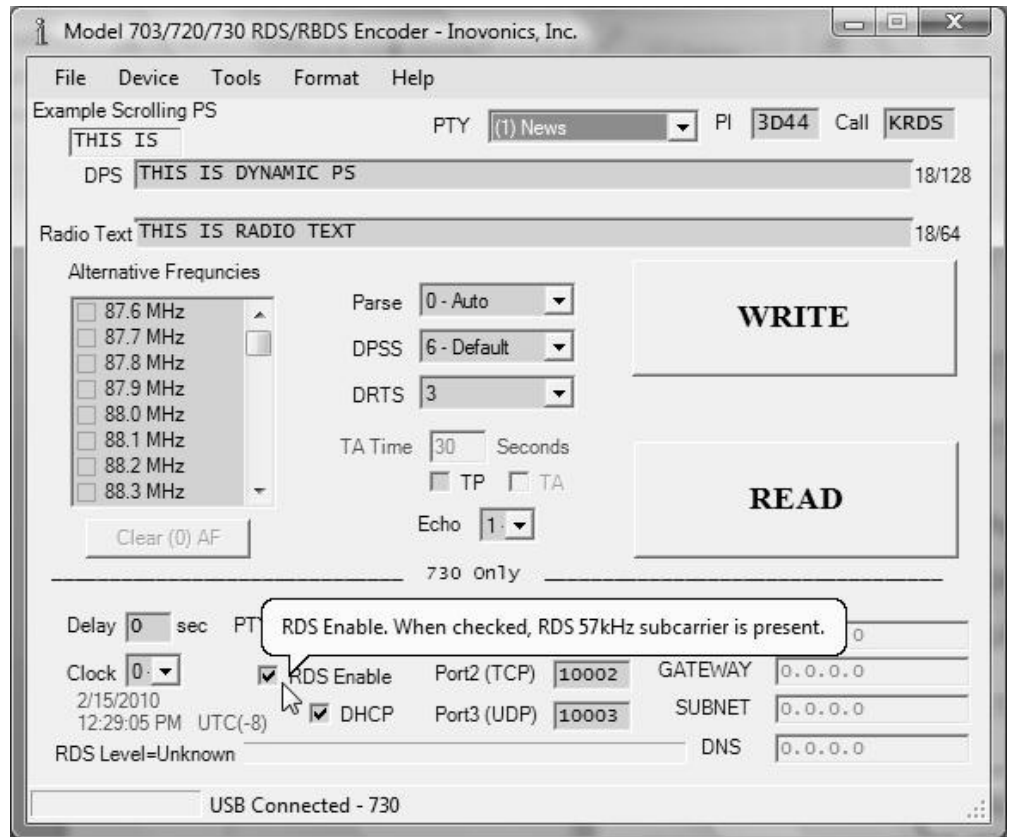 Model 703/720/730 RDS/RBDS Encoder - Inovonics, Inc.
File Device Tools Format Help
Example Scrolling PS
THIS IS
PTY (1) News PI 3D44 Call KRDS
DPS THIS IS DYNAMIC PS 18/128
Radio Text THIS IS RADIO TEXT 18/64
Alternative Frequncies
87.6 MHz
87.7 MHz
87.8 MHz
87.9 MHz
88.0 MHz
88.1 MHz
88.2 MHz
88.3 MHz
Clear (0) AF
Parse 0 - Auto
DPSS 6 - Default
DRTS 3
TA Time 30 Seconds
TP TA
Echo 1
WRITE
READ
730 Only
Delay 0 sec
RDS Enable. When checked, RDS 57kHz subcarrier is present.
Clock 0
RDS Enable Port2 (TCP) 10002 GATEWAY 0.0.0.0
2/15/2010
12:29:05 PM UTC(-8)
DHCP Port3 (UDP) 10003 SUBNET 0.0.0.0
RDS Level=Unknown DNS 0.0.0.0
USB Connected - 730